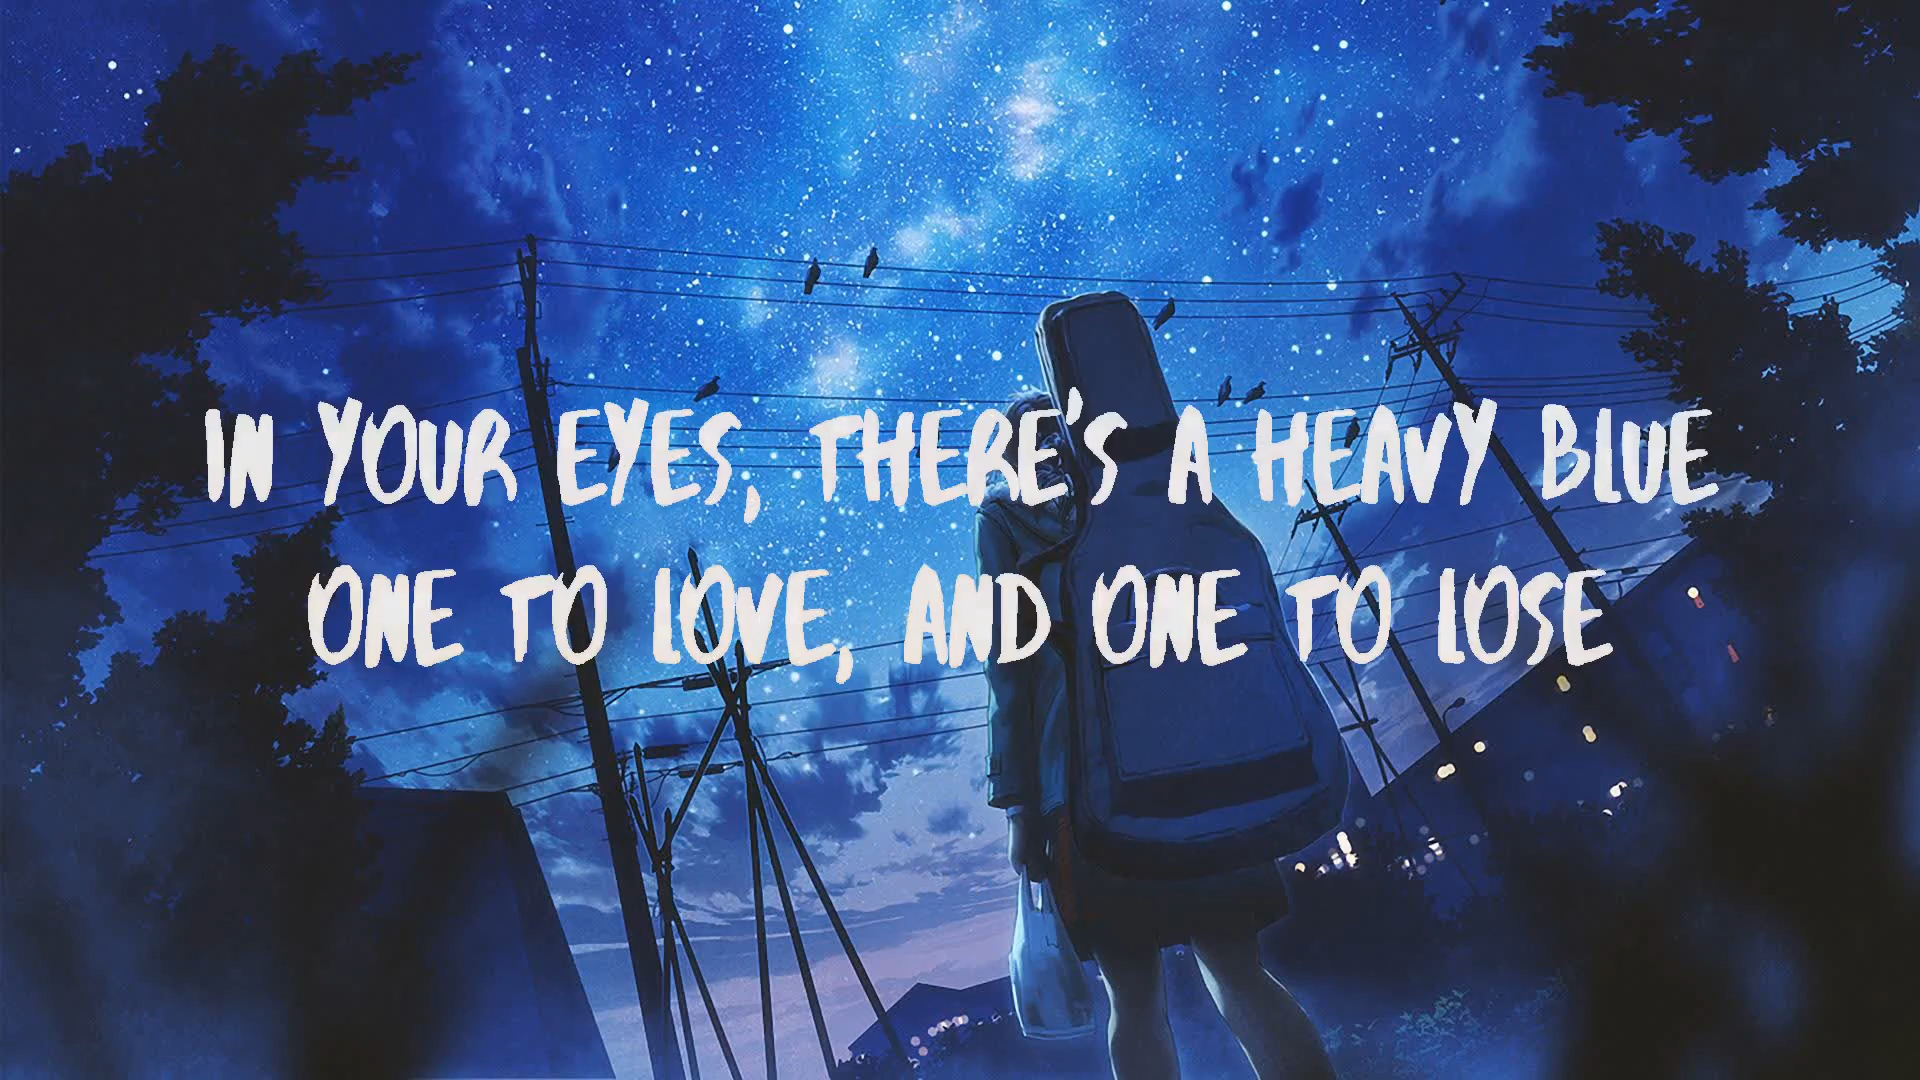 IN YOUR EYES, THERE'S A HEAVY BLUE
ONE TO LOVE, AND ONE TO LOSE